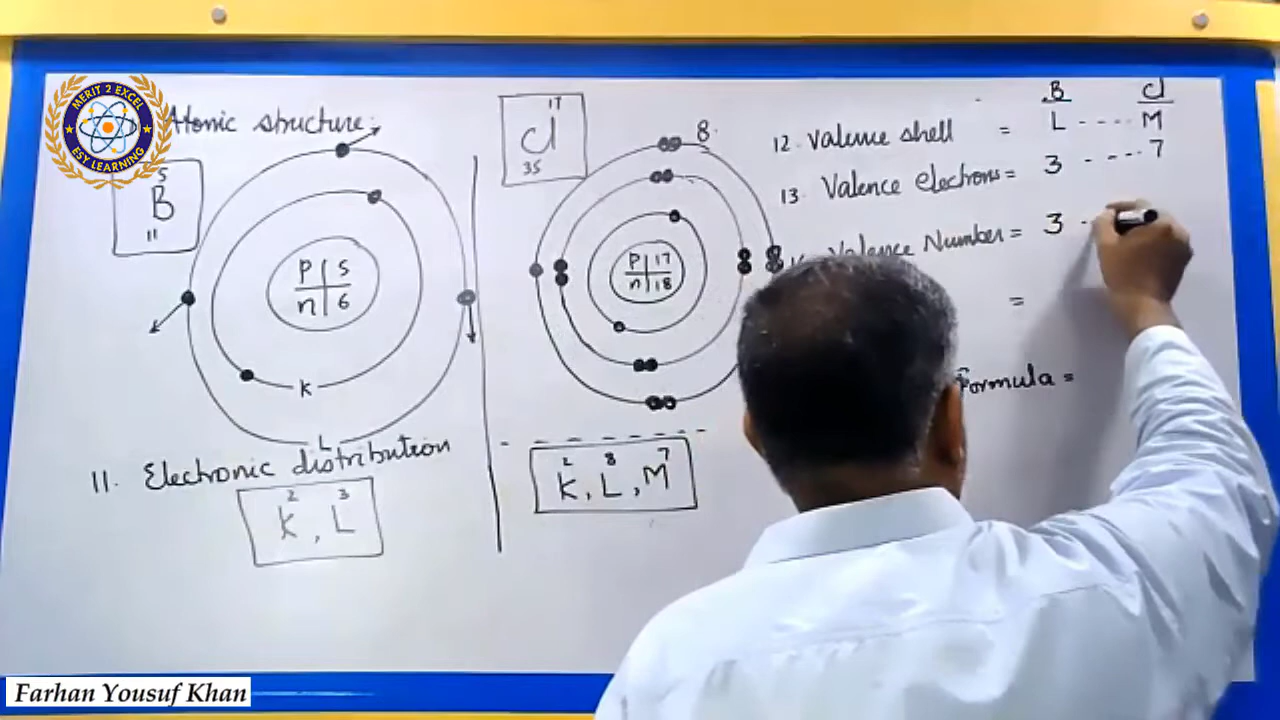 MERIT 2 EXCEL
ESY LEARNING
Atomic structure:
5
B
11
P 5
n 6
K
L
11. Electronic distribution
2 3
K, L
17
Cl
35
8
P 17
n 18
2 8 7
K, L, M
B Cl
12. Valence shell = L ---- M
13. Valence electrons = 3 ---- 7
Valence Number = 3 -
=
Formula =
Farhan Yousuf Khan